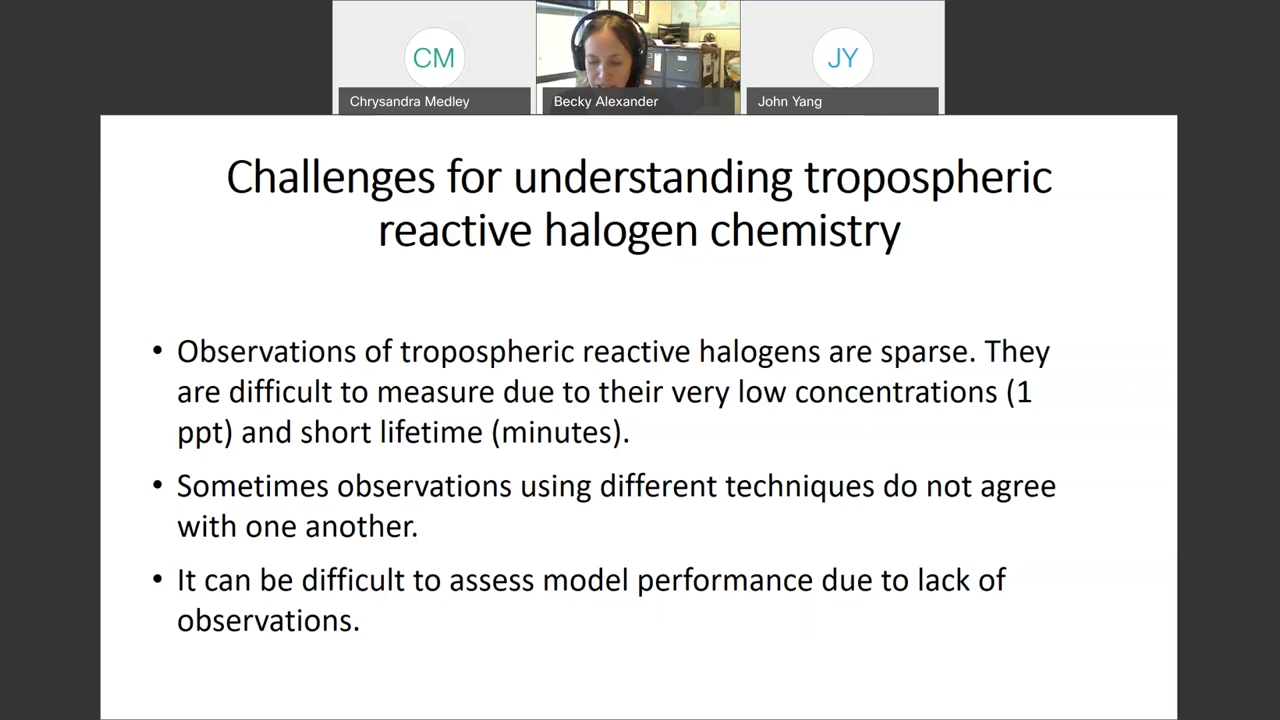 CM
JY
Chrysandra Medley
Becky Alexander
John Yang
Challenges for understanding tropospheric
reactive halogen chemistry
• Observations of tropospheric reactive halogens are sparse. They
are difficult to measure due to their very low concentrations (1
ppt) and short lifetime (minutes).
• Sometimes observations using different techniques do not agree
with one another.
• It can be difficult to assess model performance due to lack of
observations.